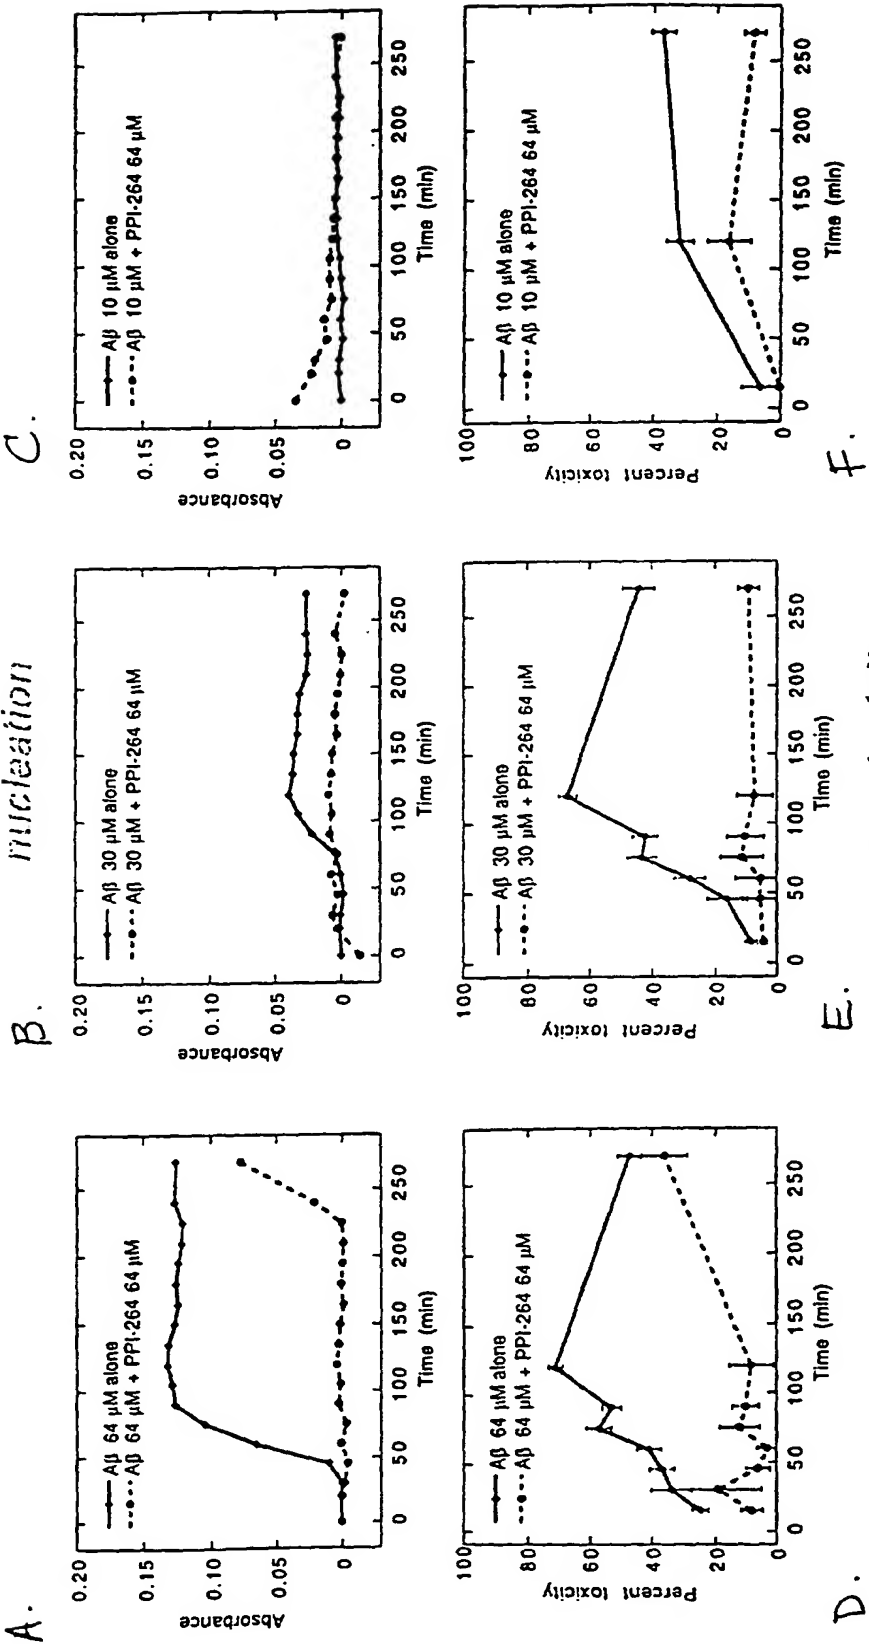 nucleation
A.
Aβ 64 µM alone
Aβ 64 µM + PPI-264 64 µM
Absorbance
0.20
0.15
0.10
0.05
0
0 50 100 150 200 250
Time (min)
B.
Aβ 30 µM alone
Aβ 30 µM + PPI-264 64 µM
Absorbance
0.20
0.15
0.10
0.05
0
0 50 100 150 200 250
Time (min)
C.
Aβ 10 µM alone
Aβ 10 µM + PPI-264 64 µM
Absorbance
0.20
0.15
0.10
0.05
0
0 50 100 150 200 250
Time (min)
D.
Aβ 64 µM alone
Aβ 64 µM + PPI-264 64 µM
Percent toxicity
100
80
60
40
20
0
0 50 100 150 200 250
Time (min)
E.
Aβ 30 µM alone
Aβ 30 µM + PPI-264 64 µM
Percent toxicity
100
80
60
40
20
0
0 50 100 150 200 250
Time (min)
F.
Aβ 10 µM alone
Aβ 10 µM + PPI-264 64 µM
Percent toxicity
100
80
60
40
20
0
0 50 100 150 200 250
Time (min)